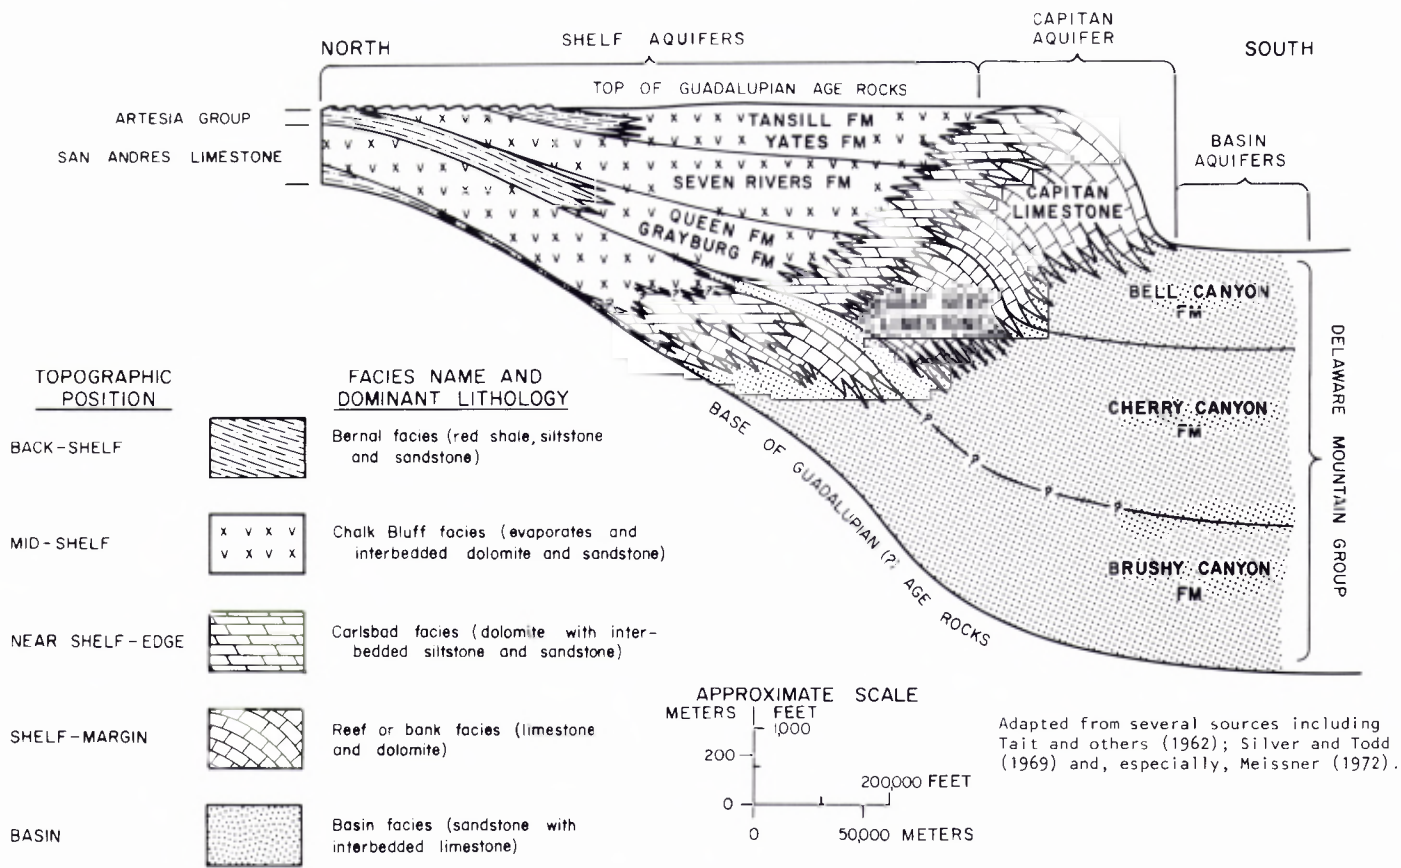 NORTH
SHELF AQUIFERS
CAPITAN
AQUIFER
SOUTH
TOP OF GUADALUPIAN AGE ROCKS
ARTESIA GROUP
SAN ANDRES LIMESTONE
TANSILL FM
YATES FM
SEVEN RIVERS FM
QUEEN FM
GRAYBURG FM
CAPITAN
LIMESTONE
BASIN
AQUIFERS
LIMESTONE
BELL CANYON
FM
CHERRY CANYON
FM
BRUSHY CANYON
FM
DELAWARE MOUNTAIN GROUP
BASE OF GUADALUPIAN (?) AGE ROCKS
? ? ? ?
TOPOGRAPHIC
POSITION
FACIES NAME AND
DOMINANT LITHOLOGY
BACK-SHELF
Bernal facies (red shale, siltstone
and sandstone)
MID-SHELF
x v x v
v x v x
Chalk Bluff facies (evaporates and
interbedded dolomite and sandstone)
NEAR SHELF-EDGE
Carlsbad facies (dolomite with inter-
bedded siltstone and sandstone)
SHELF-MARGIN
Reef or bank facies (limestone
and dolomite)
BASIN
Basin facies (sandstone with
interbedded limestone)
APPROXIMATE SCALE
METERS FEET
1,000
200
0
200,000 FEET
0 50,000 METERS
Adapted from several sources including
Tait and others (1962); Silver and Todd
(1969) and, especially, Meissner (1972).